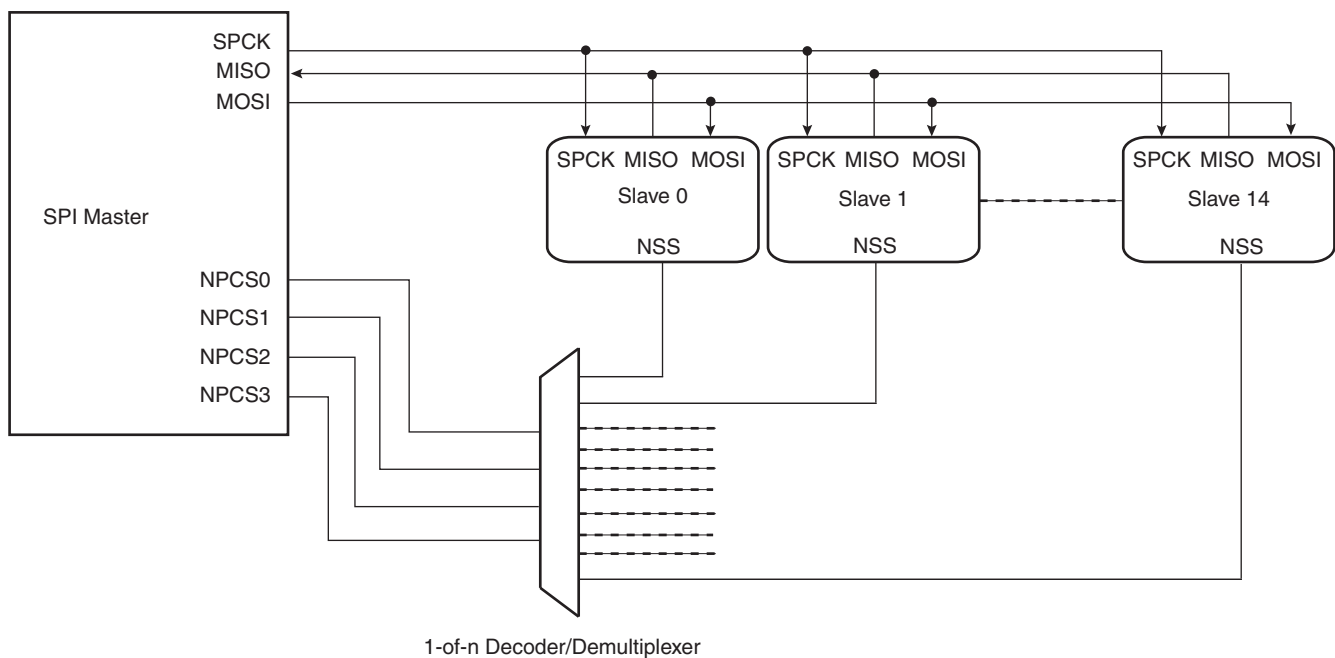 SPCK
MISO
MOSI
SPI Master
NPCS0
NPCS1
NPCS2
NPCS3
SPCK MISO MOSI
Slave 0
NSS
SPCK MISO MOSI
Slave 1
NSS
SPCK MISO MOSI
Slave 14
NSS
1-of-n Decoder/Demultiplexer